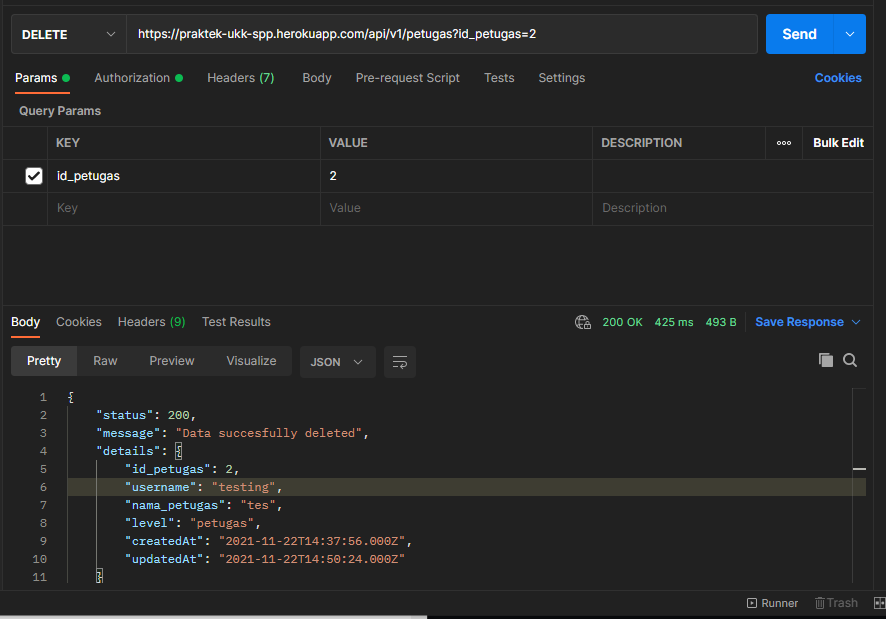 DELETE https://praktek-ukk-spp.herokuapp.com/api/v1/petugas?id_petugas=2 Send
Params Authorization Headers (7) Body Pre-request Script Tests Settings Cookies
Query Params
KEY VALUE DESCRIPTION Bulk Edit
id_petugas 2
Key Value Description
Body Cookies Headers (9) Test Results 200 OK 425 ms 493 B Save Response
Pretty Raw Preview Visualize JSON
1 {
2 "status": 200,
3 "message": "Data succesfully deleted",
4 "details": {
5 "id_petugas": 2,
6 "username": "testing",
7 "nama_petugas": "tes",
8 "level": "petugas",
9 "createdAt": "2021-11-22T14:37:56.000Z",
10 "updatedAt": "2021-11-22T14:50:24.000Z"
11 }
Runner Trash